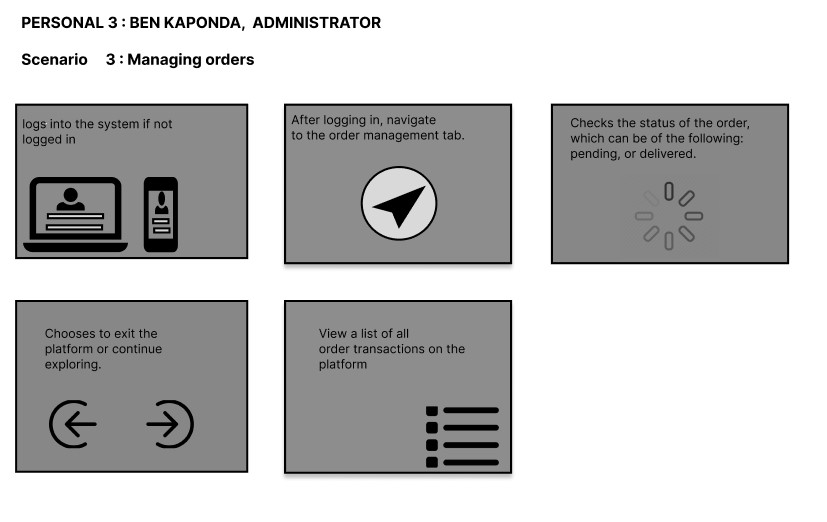 PERSONAL 3 : BEN KAPONDA, ADMINISTRATOR
Scenario 3 : Managing orders
logs into the system if not
logged in
After logging in, navigate
to the order management tab.
Checks the status of the order,
which can be of the following:
pending, or delivered.
Chooses to exit the
platform or continue
exploring.
View a list of all
order transactions on the
platform